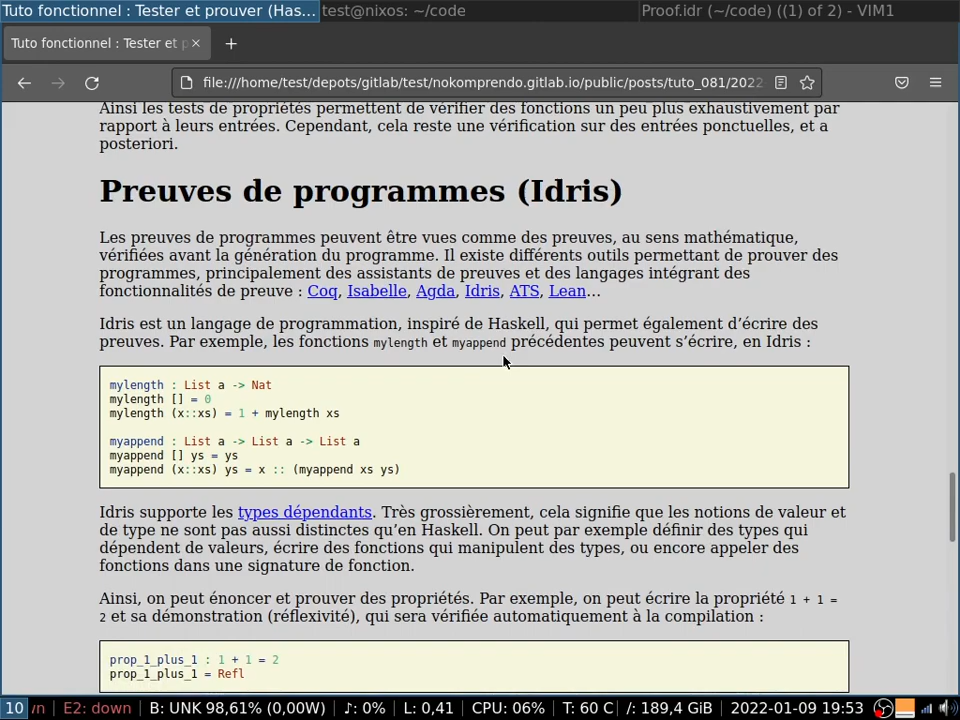 Tuto fonctionnel : Tester et prouver (Has... test@nixos: ~/code Proof.idr (~/code) ((1) of 2) - VIM1
Tuto fonctionnel : Tester et p
file:///home/test/depots/gitlab/test/nokomprendo.gitlab.io/public/posts/tuto_081/2022
Ainsi les tests de propriétés permettent de vérifier des fonctions un peu plus exhaustivement par
rapport à leurs entrées. Cependant, cela reste une vérification sur des entrées ponctuelles, et a
posteriori.
Preuves de programmes (Idris)
Les preuves de programmes peuvent être vues comme des preuves, au sens mathématique,
vérifiées avant la génération du programme. Il existe différents outils permettant de prouver des
programmes, principalement des assistants de preuves et des langages intégrant des
fonctionnalités de preuve : Coq, Isabelle, Agda, Idris, ATS, Lean…
Idris est un langage de programmation, inspiré de Haskell, qui permet également d’écrire des
preuves. Par exemple, les fonctions mylength et myappend précédentes peuvent s’écrire, en Idris :
mylength : List a -> Nat
mylength [] = 0
mylength (x::xs) = 1 + mylength xs
myappend : List a -> List a -> List a
myappend [] ys = ys
myappend (x::xs) ys = x :: (myappend xs ys)
Idris supporte les types dépendants. Très grossièrement, cela signifie que les notions de valeur et
de type ne sont pas aussi distinctes qu’en Haskell. On peut par exemple définir des types qui
dépendent de valeurs, écrire des fonctions qui manipulent des types, ou encore appeler des
fonctions dans une signature de fonction.
Ainsi, on peut énoncer et prouver des propriétés. Par exemple, on peut écrire la propriété 1 + 1 =
2 et sa démonstration (réflexivité), qui sera vérifiée automatiquement à la compilation :
prop_1_plus_1 : 1 + 1 = 2
prop_1_plus_1 = Refl
10 E2: down B: UNK 98,61% (0,00W) ♪: 0% L: 0,41 CPU: 06% T: 60 C /: 189,4 GiB 2022-01-09 19:53